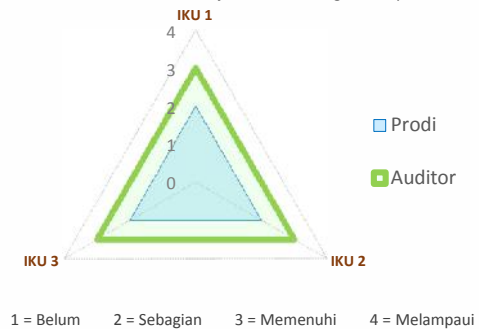 IKU 1
4
3
2
1
0
Prodi
Auditor
IKU 3
IKU 2
1 = Belum 2 = Sebagian 3 = Memenuhi 4 = Melampaui